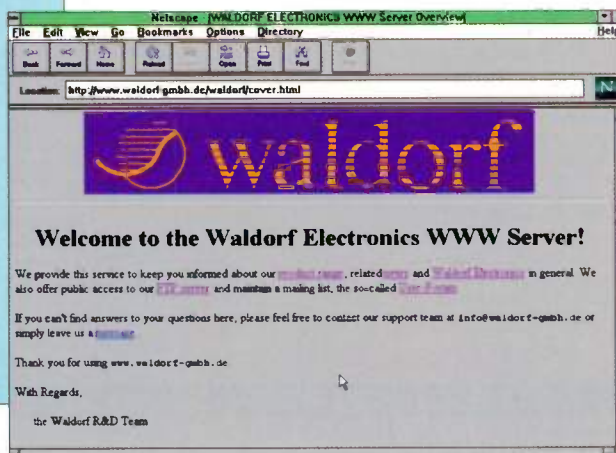 Netscape - [WALDORF ELECTRONICS WWW Server Overview]
File Edit View Go Bookmarks Options Directory Help
Back Forward Home Reload Open Print Find
Location: http://www.waldorf-gmbh.de/waldorf/cover.html
N
waldorf
Welcome to the Waldorf Electronics WWW Server!
We provide this service to keep you informed about our product range, related news and Waldorf Electronics in general. We
also offer public access to our FTP server and maintain a mailing list, the so-called User Forum.
If you can't find answers to your questions here, please feel free to contact our support team at info@waldorf-gmbh.de or
simply leave us a message.
Thank you for using www.waldorf-gmbh.de
With Regards,
the Waldorf R&D Team